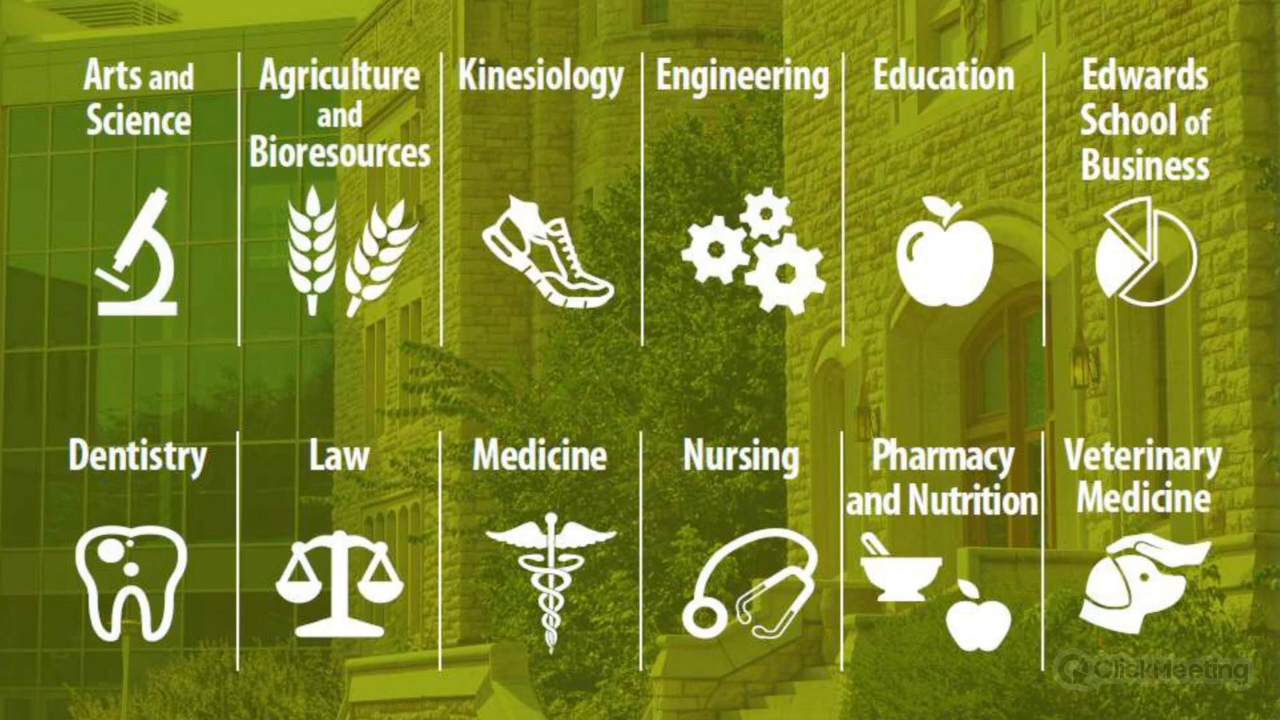 Arts and
Science
Agriculture
and
Bioresources
Kinesiology
Engineering
Education
Edwards
School of
Business
Dentistry
Law
Medicine
Nursing
Pharmacy
and Nutrition
Veterinary
Medicine
ClickMeeting